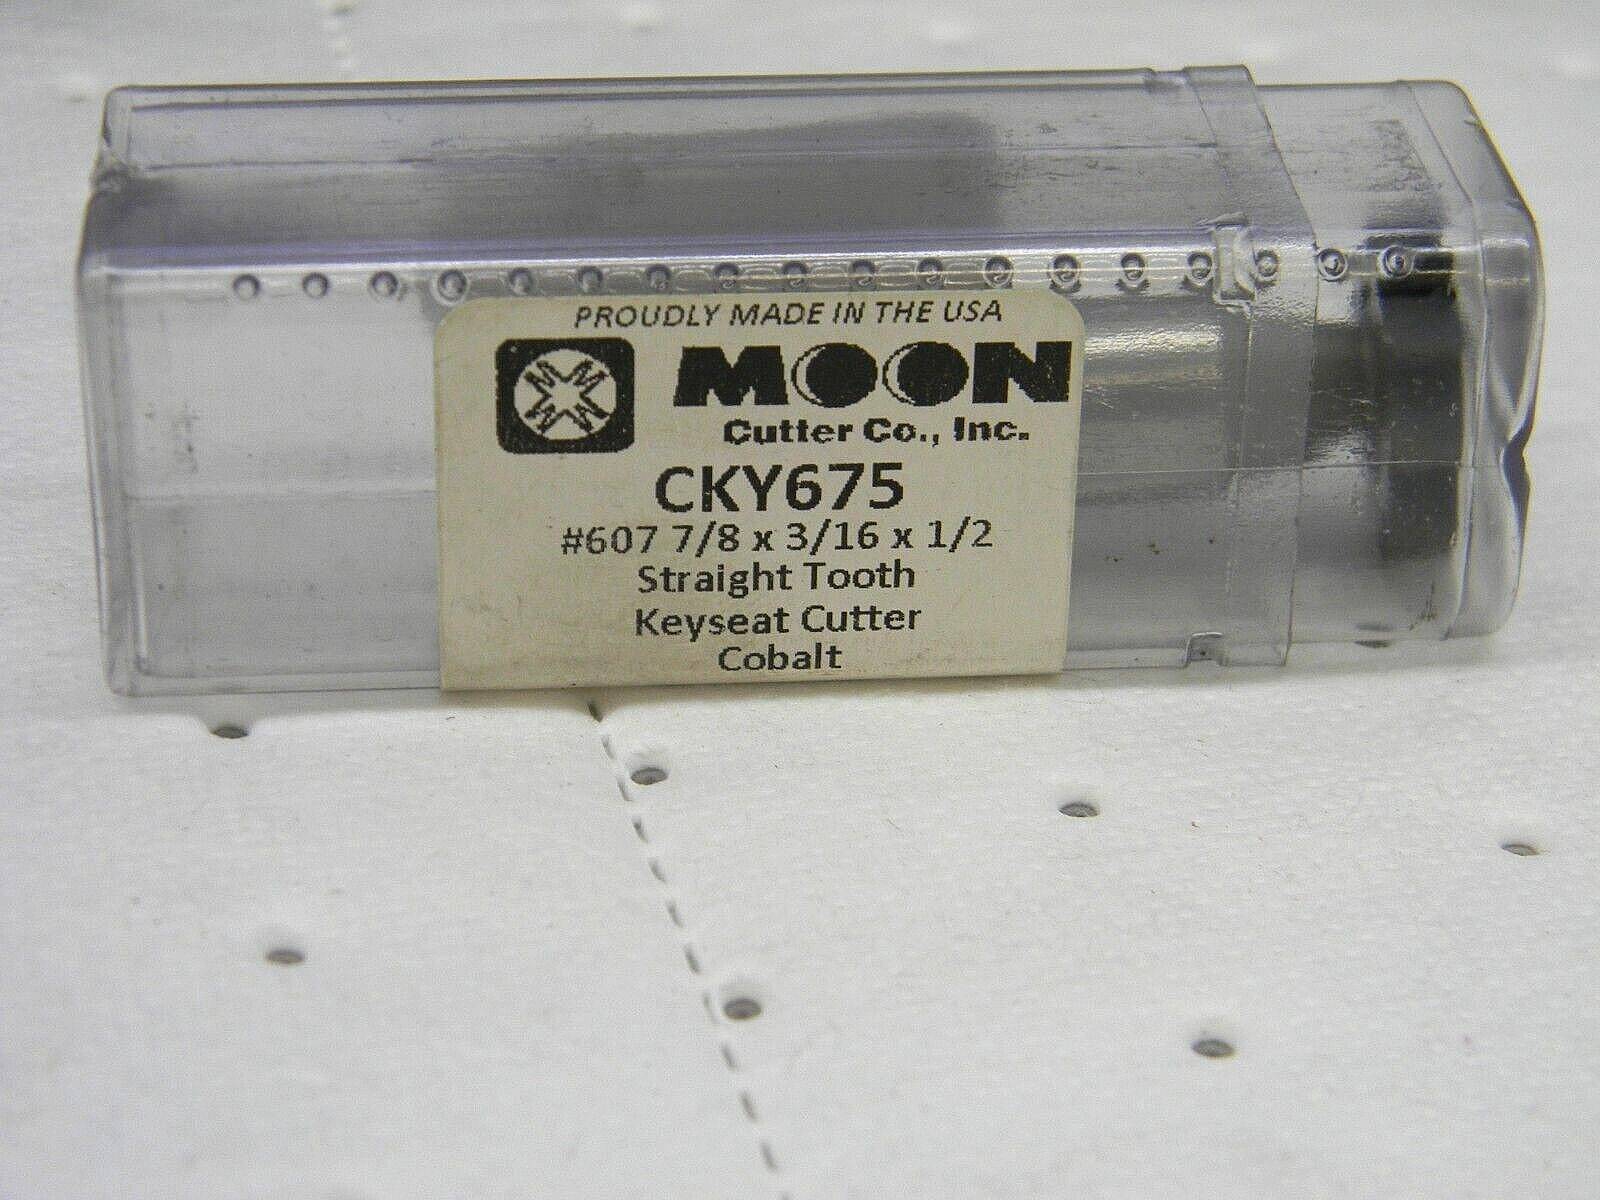 PROUDLY MADE IN THE USA
MOON
Cutter Co., Inc.
CKY675
#607 7/8 x 3/16 x 1/2
Straight Tooth
Keyseat Cutter
Cobalt